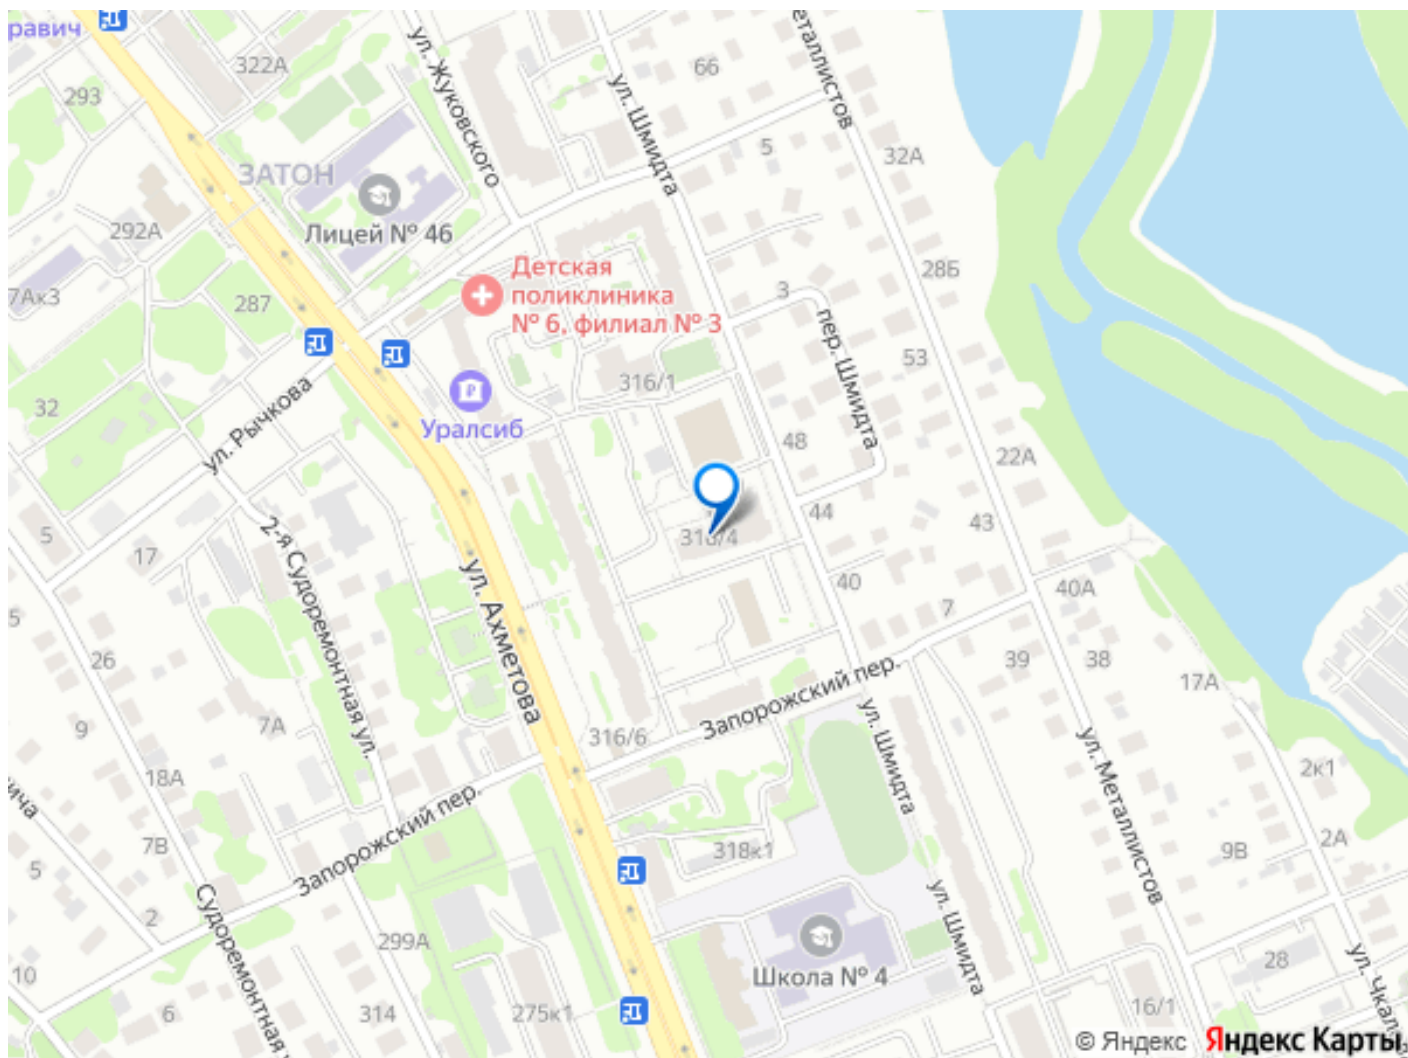 равич
322А
293
ул. Жуковского
66
ул. Шмидта
еталлистов
5
32А
ЗАТОН
Лицей № 46
292А
7Ак3
287
Детская
поликлиника
№ 6, филиал № 3
3
28Б
пер. Шмидта
53
316/1
32
Уралсиб
ул. Рычкова
48
22А
44
43
5
17
2-я Судоремонтная ул.
ул. Ахметова
40
40А
7
5
26
39
38
17А
9
7А
316/6
Запорожский пер.
ул. Шмидта
ул. Металлистов
18А
2к1
ича
Запорожский пер.
7В
318к1
9В
2А
5
2
Судоремонтная
ул. Шмидта
299А
28
10
Школа № 4
6
314
275к1
16/1
© Яндекс
Яндекс Карты